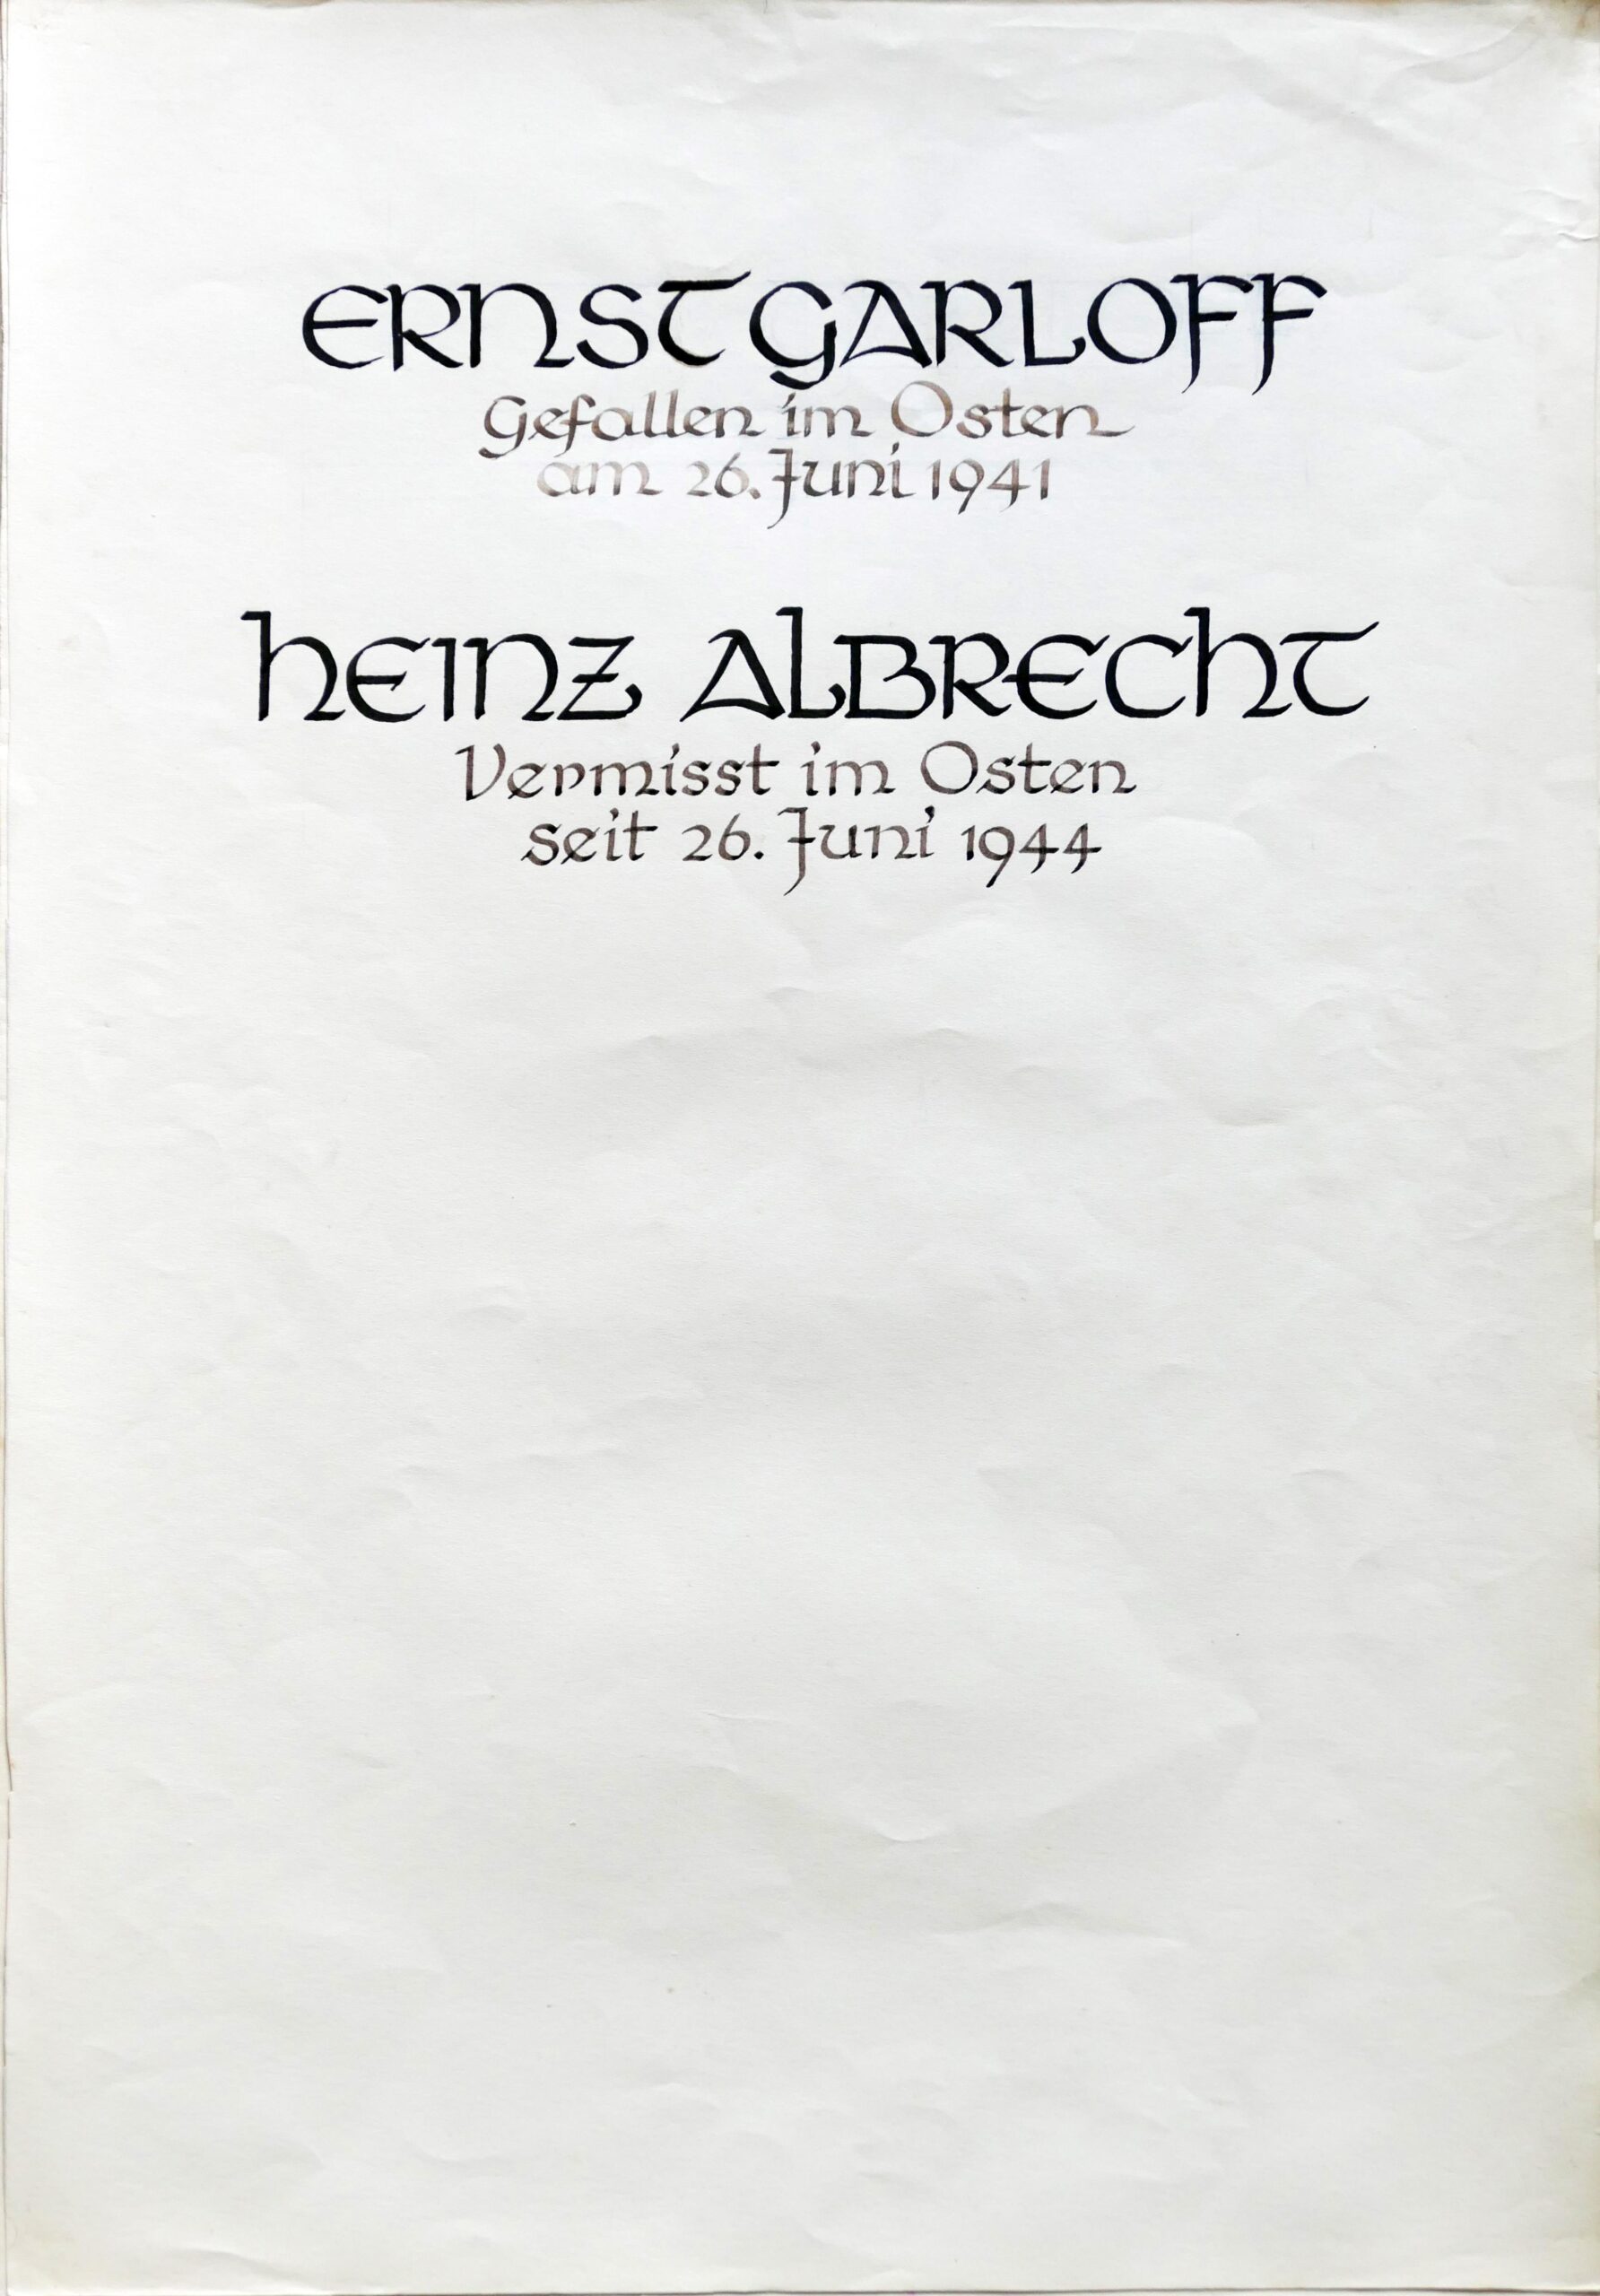 ERNST GARLOFF
Gefallen im Osten
am 26. Juni 1941
HEINZ ALBRECHT
Vermisst im Osten
seit 26. Juni 1944